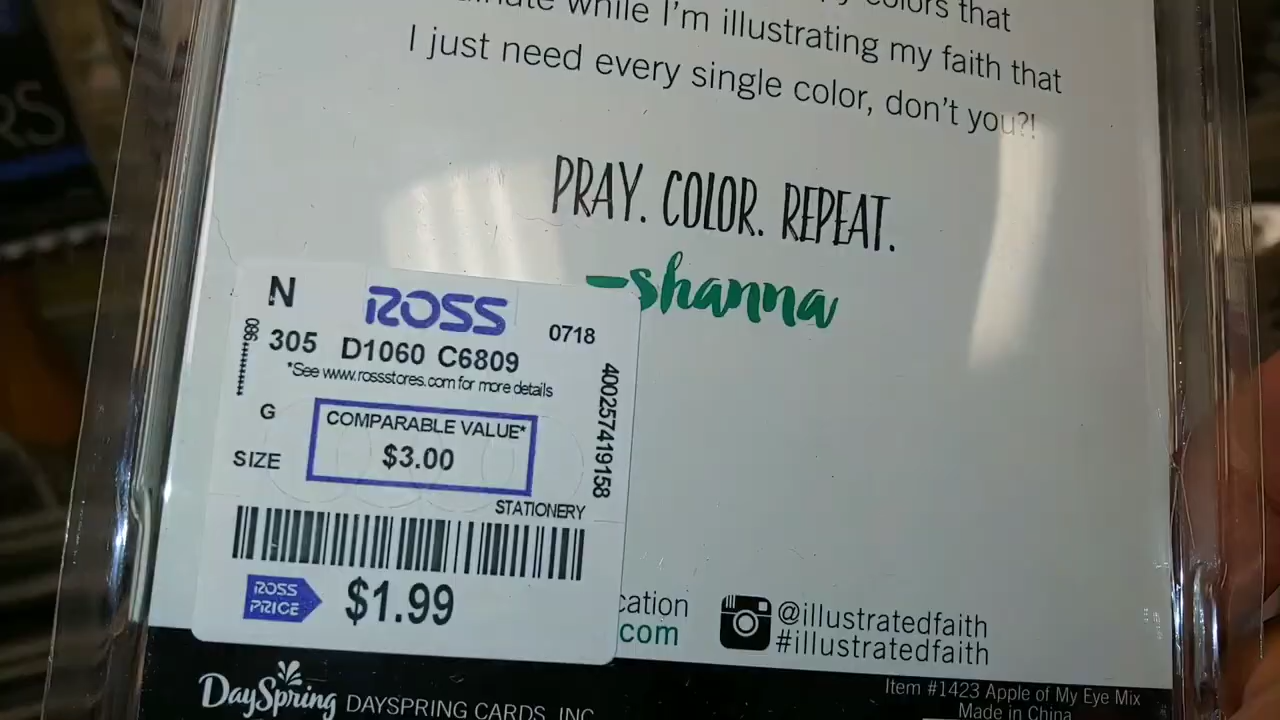 colors that
while I'm illustrating my faith that
I just need every single color, don't you?!
PRAY. COLOR. REPEAT.
-shanna
N
ROSS
0718
305 D1060 C6809
*See www.rossstores.com for more details
G
COMPARABLE VALUE*
$3.00
SIZE
400257419158
STATIONERY
ROSS
PRICE
$1.99
com
@illustratedfaith
#illustratedfaith
DaySpring DAYSPRING CARDS, INC
Item #1423 Apple of My Eye Mix
Made in China